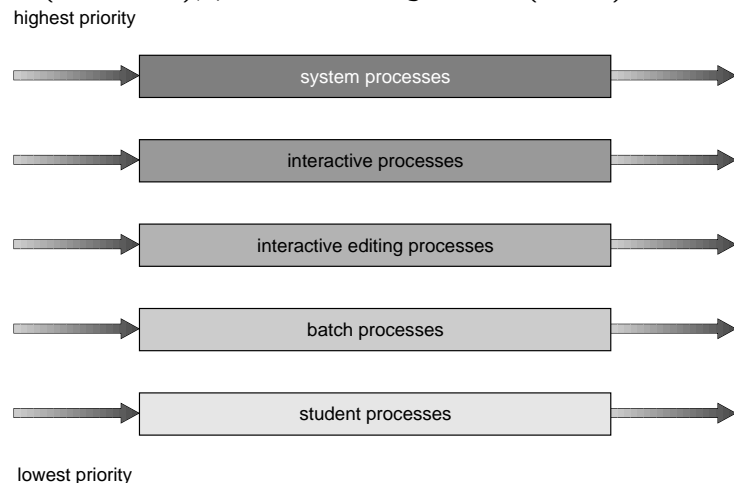 highest priority
system processes
interactive processes
interactive editing processes
batch processes
student processes
lowest priority